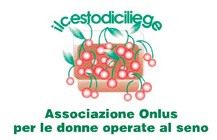 ilcestodiciliege
Associazione Onlus
per le donne operate al seno